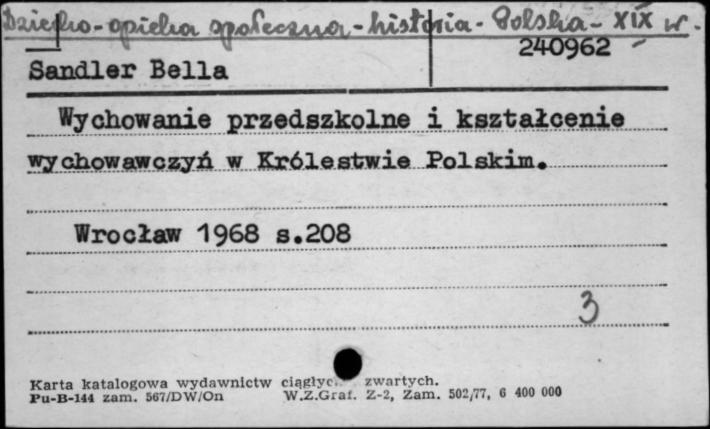 Dziecko - opieka społeczna - historia - Polska - XIX w.
240962
Sandler Bella
Wychowanie przedszkolne i kształcenie
wychowawczyń w Królestwie Polskim.
Wrocław 1968 s.208
3
Karta katalogowa wydawnictw zwartych.
Pu-B-144 zam. 567/DW/On W.Z.Graf. Z-2, Zam. 502/77, 6 400 000